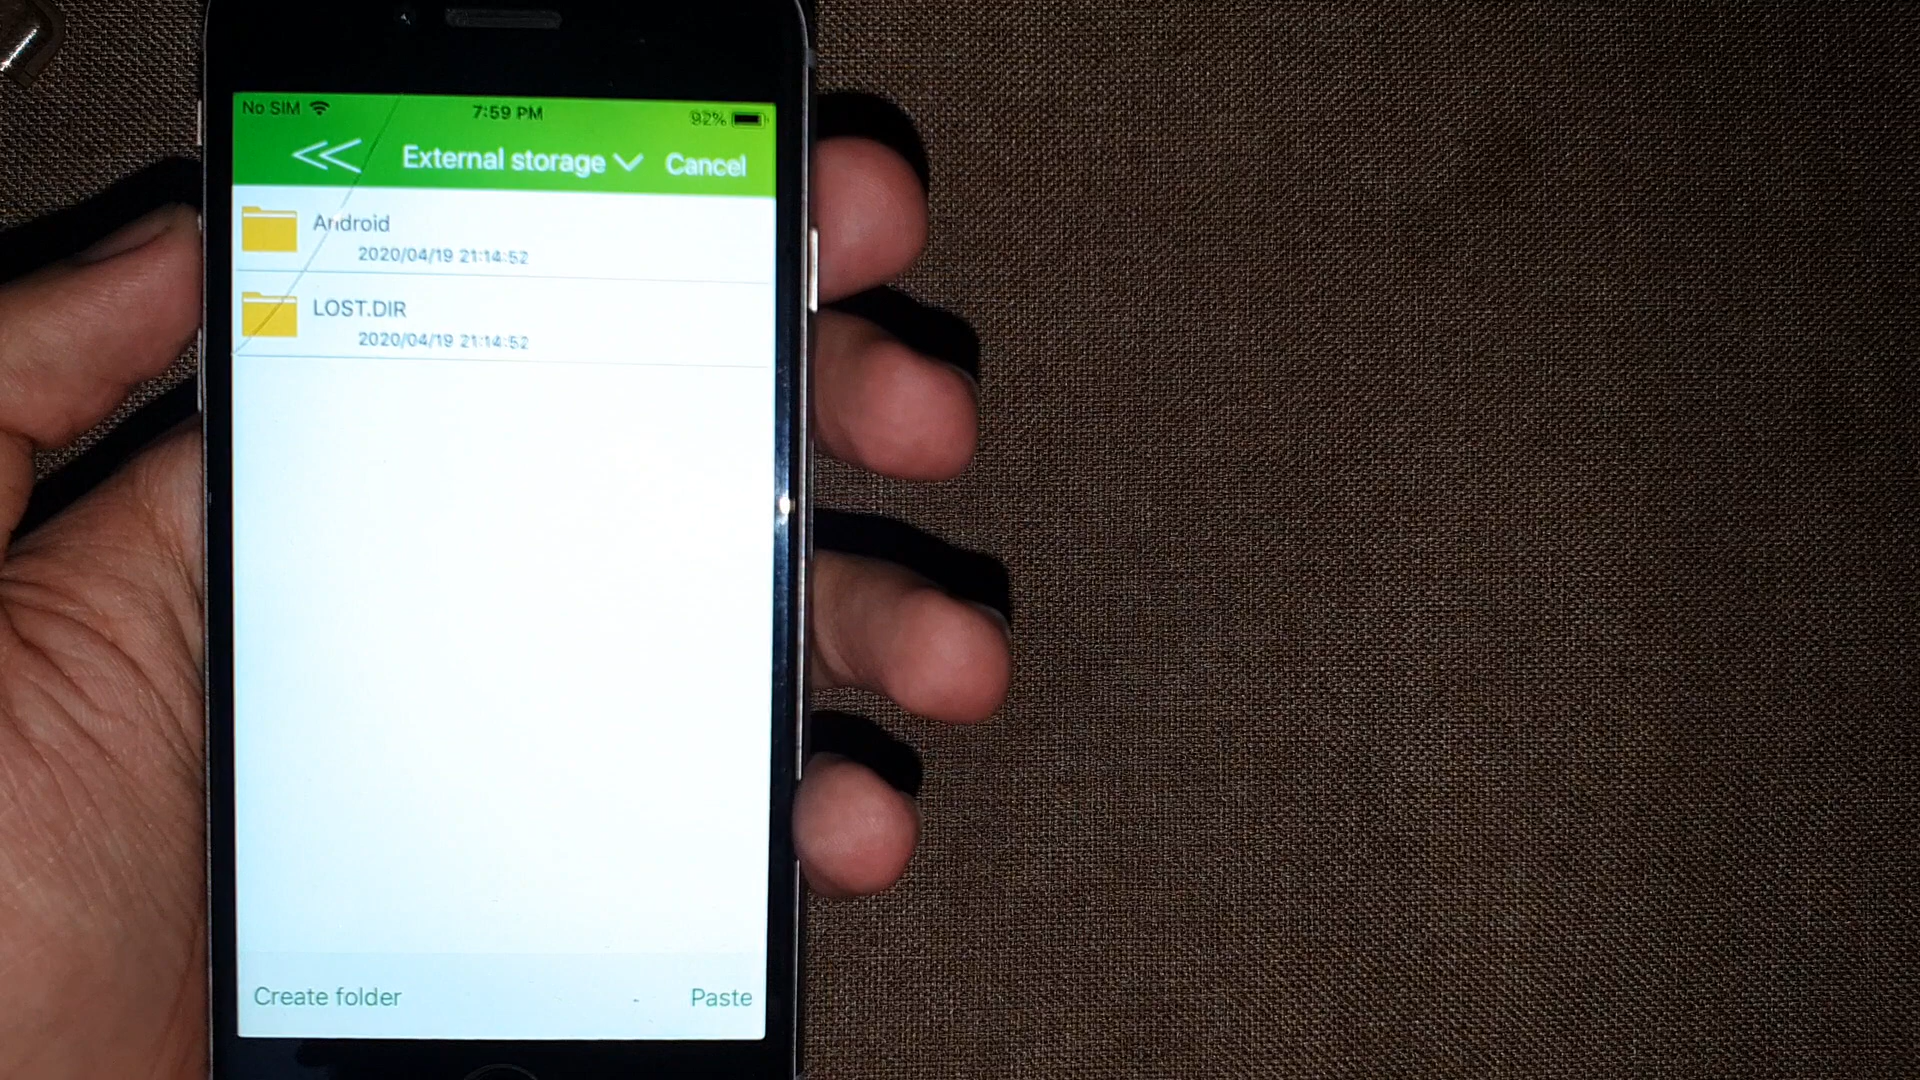 No SIM 7:59 PM 92%
External storage Cancel
Android
2020/04/19 21:14:52
LOST.DIR
2020/04/19 21:14:52
Create folder - Paste